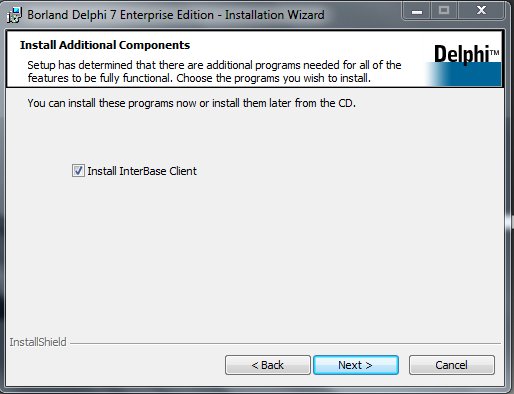 Borland Delphi 7 Enterprise Edition - Installation Wizard
Install Additional Components
Setup has determined that there are additional programs needed for all of the
features to be fully functional. Choose the programs you wish to install.
Delphi™
You can install these programs now or install them later from the CD.
Install InterBase Client
InstallShield
< Back
Next >
Cancel